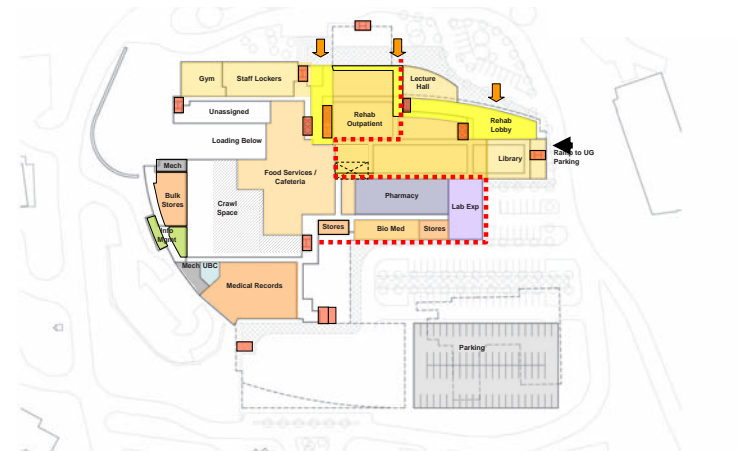 Gym
Staff Lockers
Lecture
Hall
Unassigned
Rehab
Outpatient
Rehab
Lobby
Loading Below
Ramp to UG
Parking
Library
Mech
Food Services /
Cafeteria
Bulk
Stores
Crawl
Space
Pharmacy
Lab Exp
Info
Mgmt
Stores
Bio Med
Stores
Mech
UBC
Medical Records
Parking